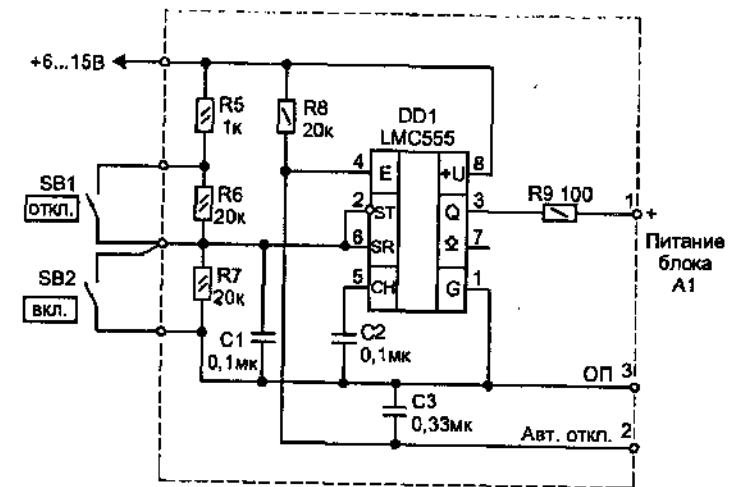 +6...15В
R5
1к
R8
20к
DD1
LMC555
4
E
+U
8
SB1
ОТКЛ.
R6
20к
2
ST
Q
3
R9 100
1
+
6
SR
7
Питание
блока
А1
SB2
ВКЛ.
R7
20к
5
CH
G
1
C1
0,1мк
C2
0,1мк
ОП
3
C3
0,33мк
Авт. откл.
2